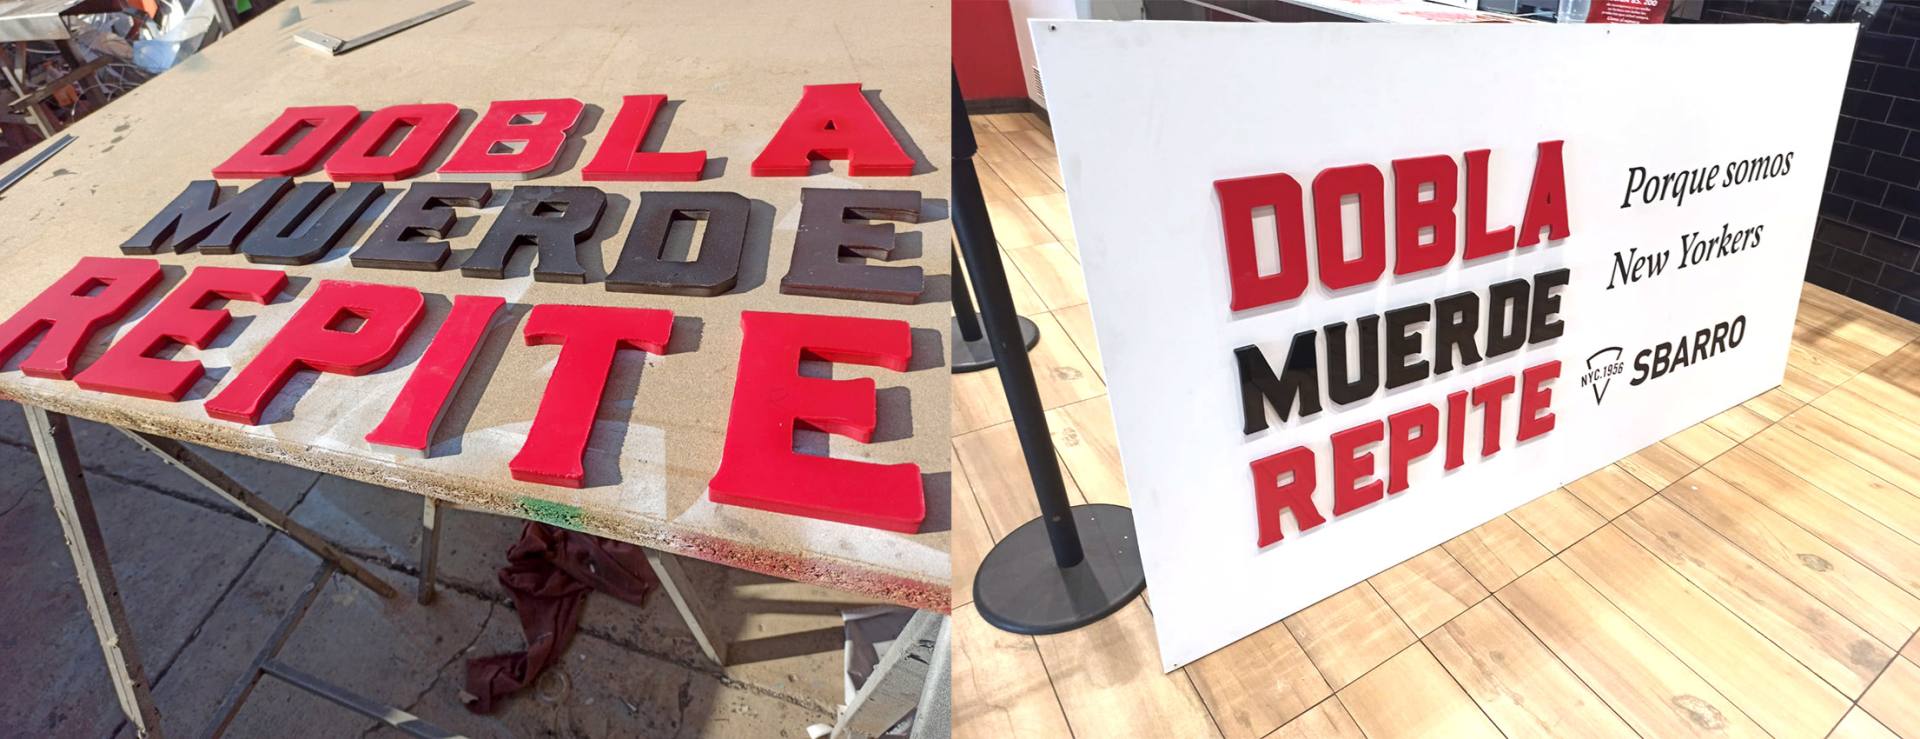 DOBLA
MUERDE
REPITE
DOBLA
MUERDE
REPITE
Porque somos
New Yorkers
NYC.1956
SBARRO